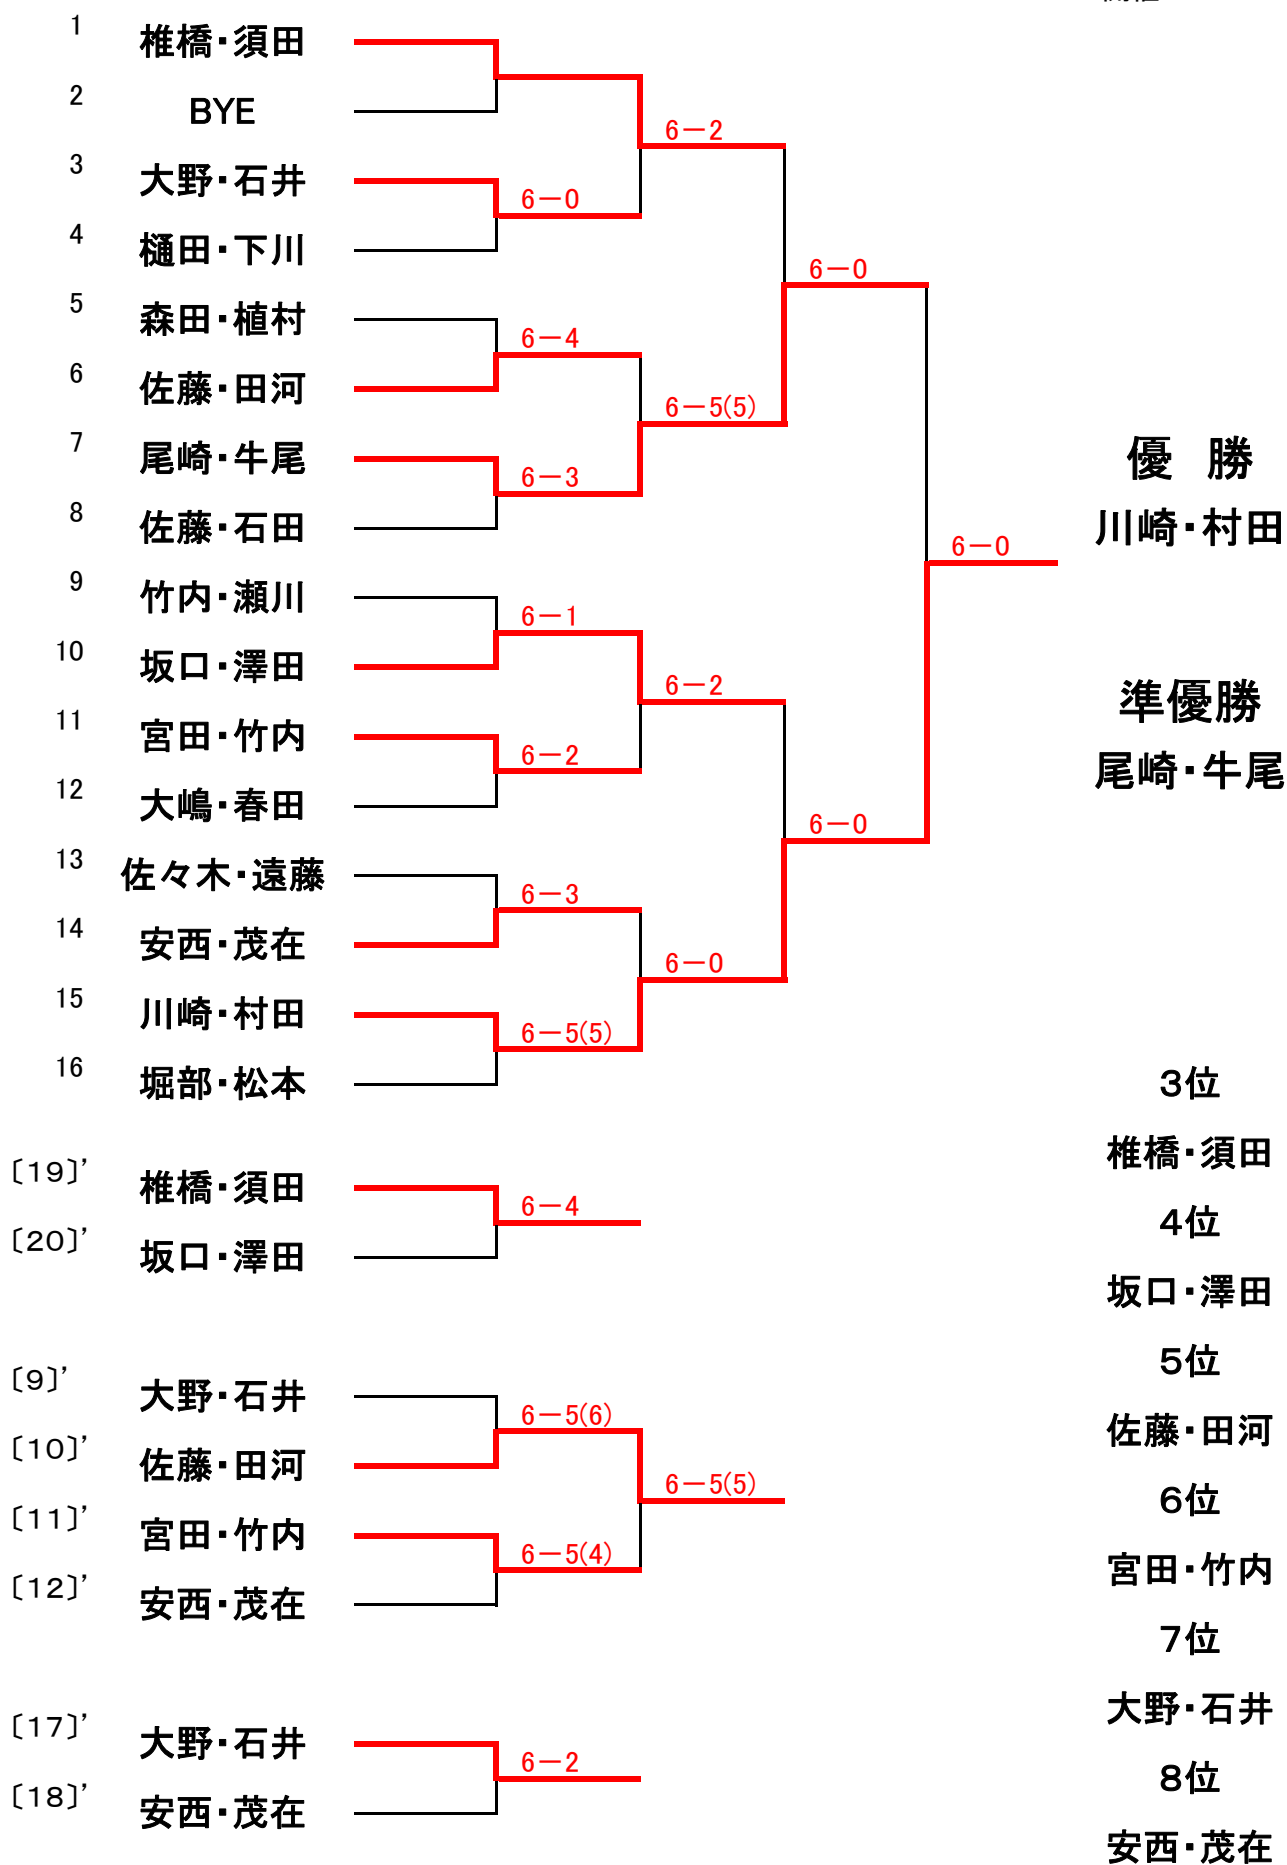 1 椎橋・須田
2 BYE
6－2
3 大野・石井
6－0
4 樋田・下川
6－0
5 森田・植村
6－4
6 佐藤・田河
6－5(5)
7 尾崎・牛尾
6－3
8 佐藤・石田
優　勝
川崎・村田
6－0
9 竹内・瀬川
6－1
10 坂口・澤田
6－2
準優勝
11 宮田・竹内
6－2
尾崎・牛尾
12 大嶋・春田
6－0
13 佐々木・遠藤
6－3
14 安西・茂在
6－0
15 川崎・村田
6－5(5)
16 堀部・松本
3位
椎橋・須田
〔19〕’ 椎橋・須田
6－4
4位
〔20〕’ 坂口・澤田
坂口・澤田
5位
〔9〕’ 大野・石井
6－5(6)
佐藤・田河
〔10〕’ 佐藤・田河
6－5(5)
6位
〔11〕’ 宮田・竹内
6－5(4)
宮田・竹内
〔12〕’ 安西・茂在
7位
大野・石井
〔17〕’ 大野・石井
6－2
8位
〔18〕’ 安西・茂在
安西・茂在